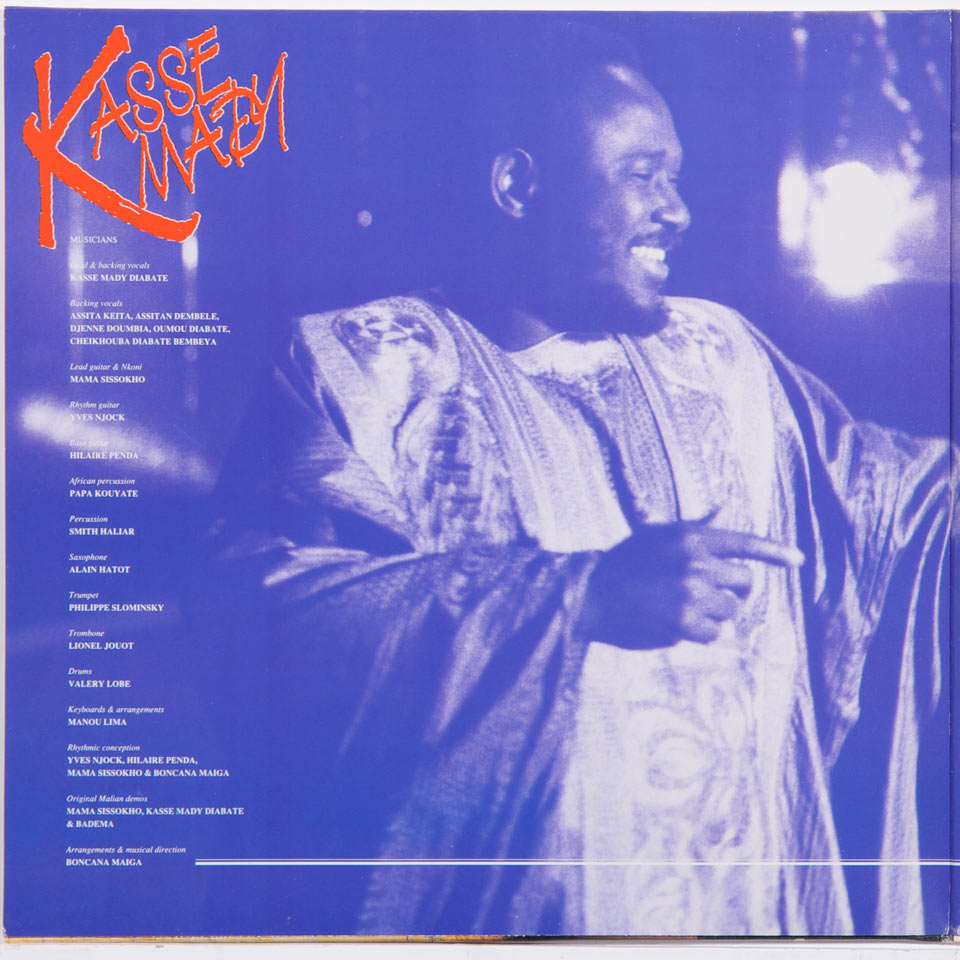 KASSE
MADY
MUSICIANS
Lead & backing vocals
KASSE MADY DIABATE
Backing vocals
ASSITA KEITA, ASSITAN DEMBELE,
DJENNE DOUMBIA, OUMOU DIABATE,
CHEIKHOUBA DIABATE BEMBEYA
Lead guitar & Nkoni
MAMA SISSOKHO
Rhythm guitar
YVES NJOCK
Bass guitar
HILAIRE PENDA
African percussion
PAPA KOUYATE
Percussion
SMITH HALIAR
Saxophone
ALAIN HATOT
Trumpet
PHILIPPE SLOMINSKY
Trombone
LIONEL JOUOT
Drums
VALERY LOBE
Keyboards & arrangements
MANOU LIMA
Rhythmic conception
YVES NJOCK, HILAIRE PENDA,
MAMA SISSOKHO & BONCANA MAIGA
Original Malian demos
MAMA SISSOKHO, KASSE MADY DIABATE
& BADEMA
Arrangements & musical direction
BONCANA MAIGA